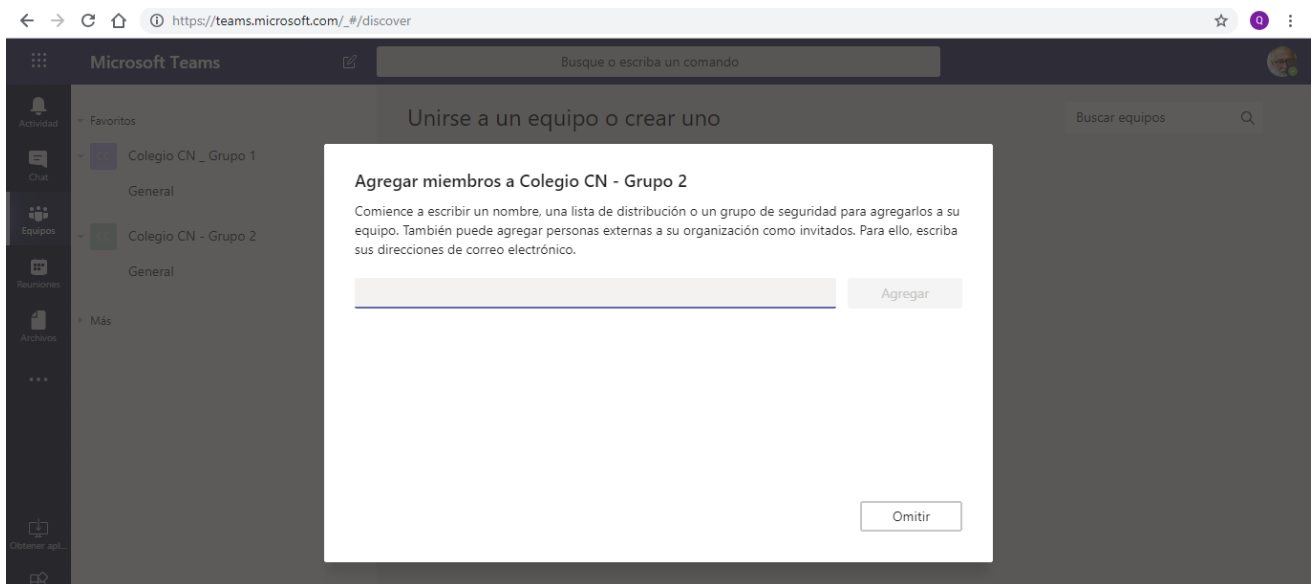 https://teams.microsoft.com/_#/discover
Q
Microsoft Teams
Busque o escriba un comando
Actividad
Chat
Equipos
Reuniones
Archivos
Obtener apl...
Favoritos
Colegio CN _ Grupo 1
General
Colegio CN - Grupo 2
General
Más
Unirse a un equipo o crear uno
Buscar equipos
Agregar miembros a Colegio CN - Grupo 2
Comience a escribir un nombre, una lista de distribución o un grupo de seguridad para agregarlos a su
equipo. También puede agregar personas externas a su organización como invitados. Para ello, escriba
sus direcciones de correo electrónico.
Agregar
Omitir